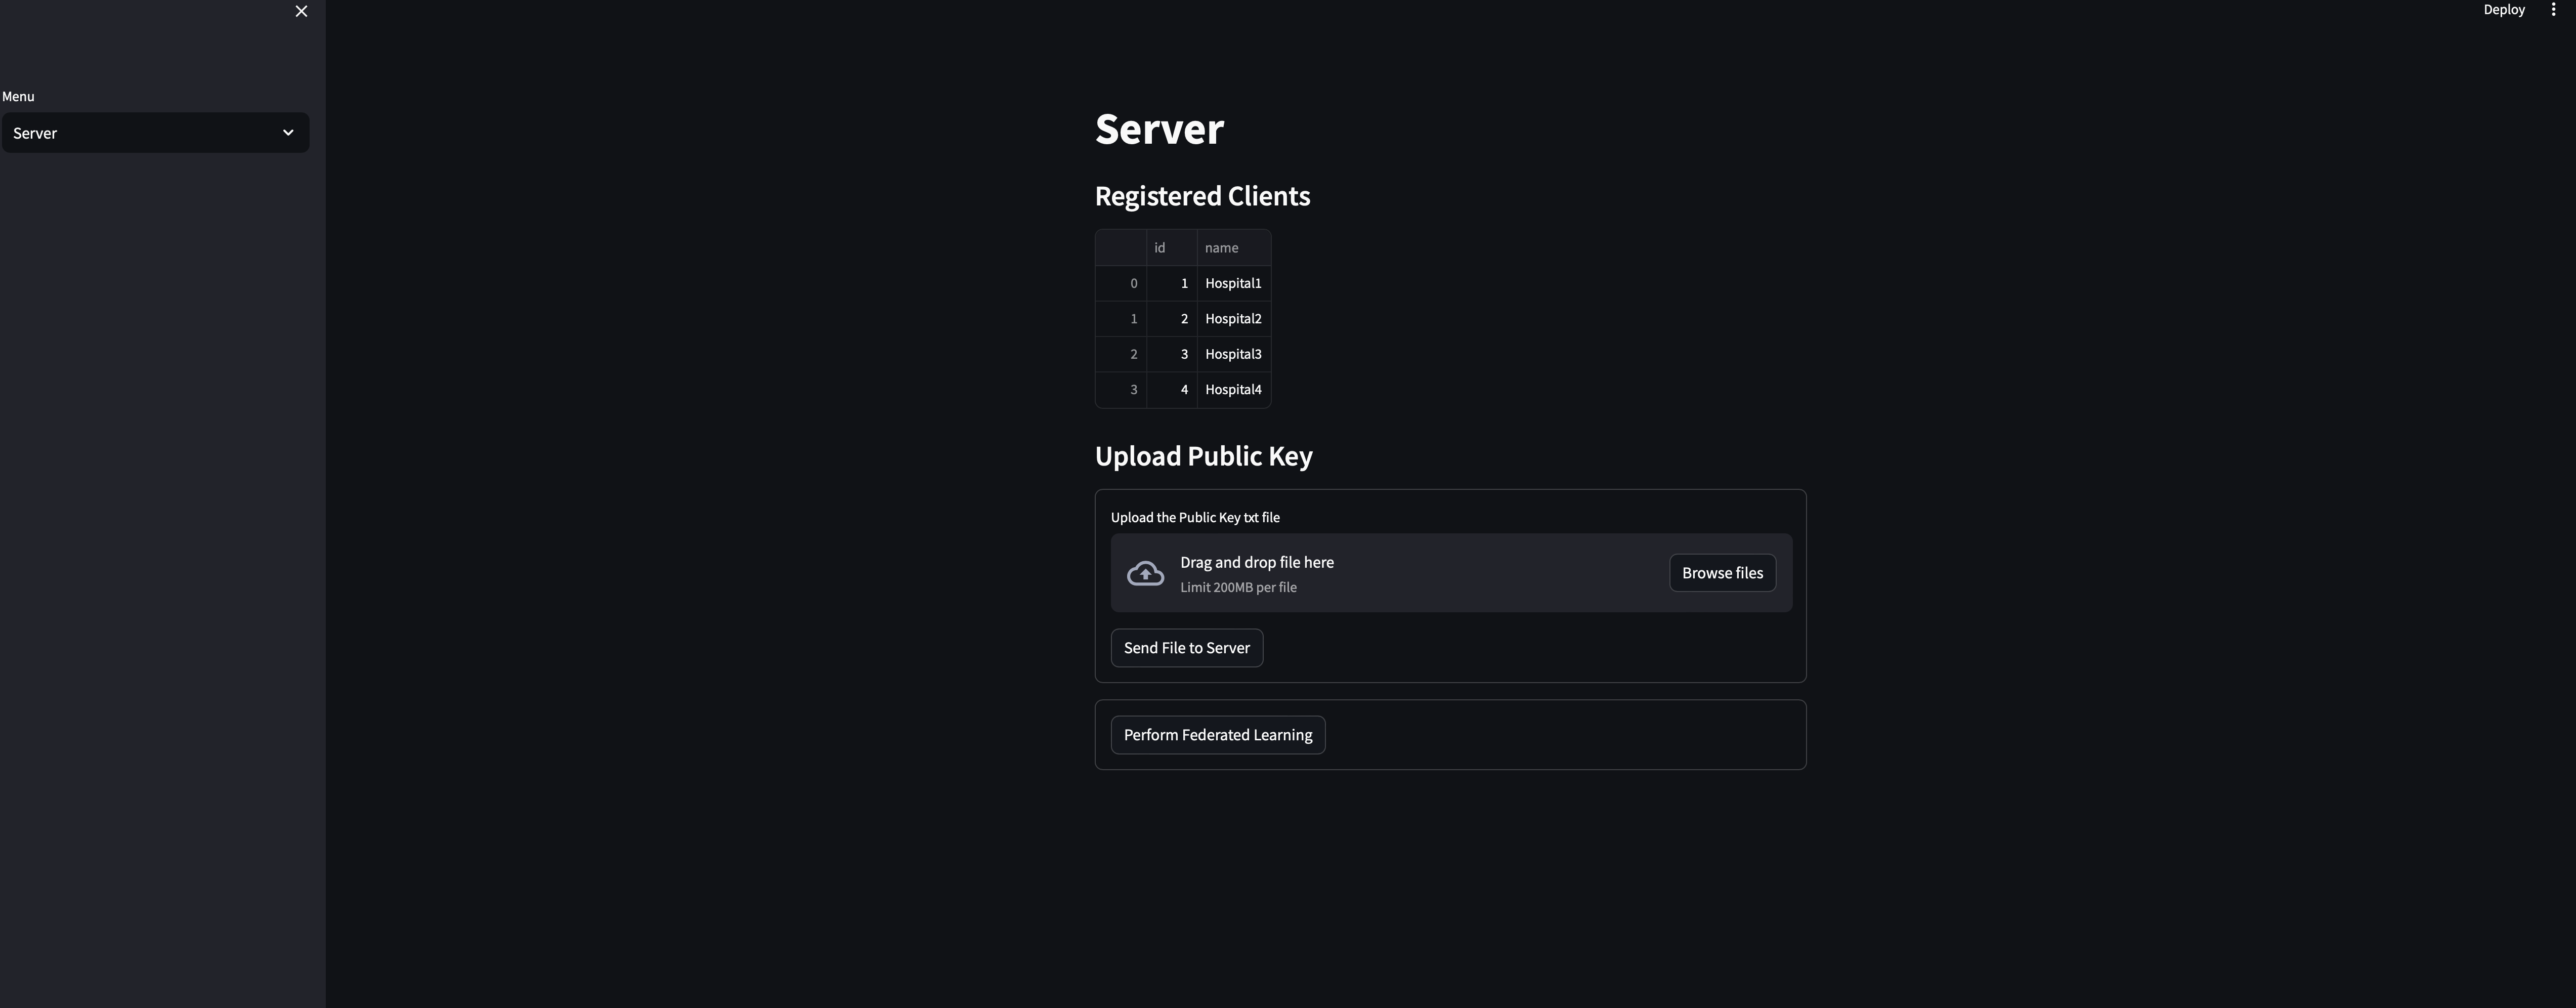 Deploy
Menu
Server
Server
Registered Clients
id name
0 1 Hospital1
1 2 Hospital2
2 3 Hospital3
3 4 Hospital4
Upload Public Key
Upload the Public Key txt file
Drag and drop file here
Limit 200MB per file
Browse files
Send File to Server
Perform Federated Learning